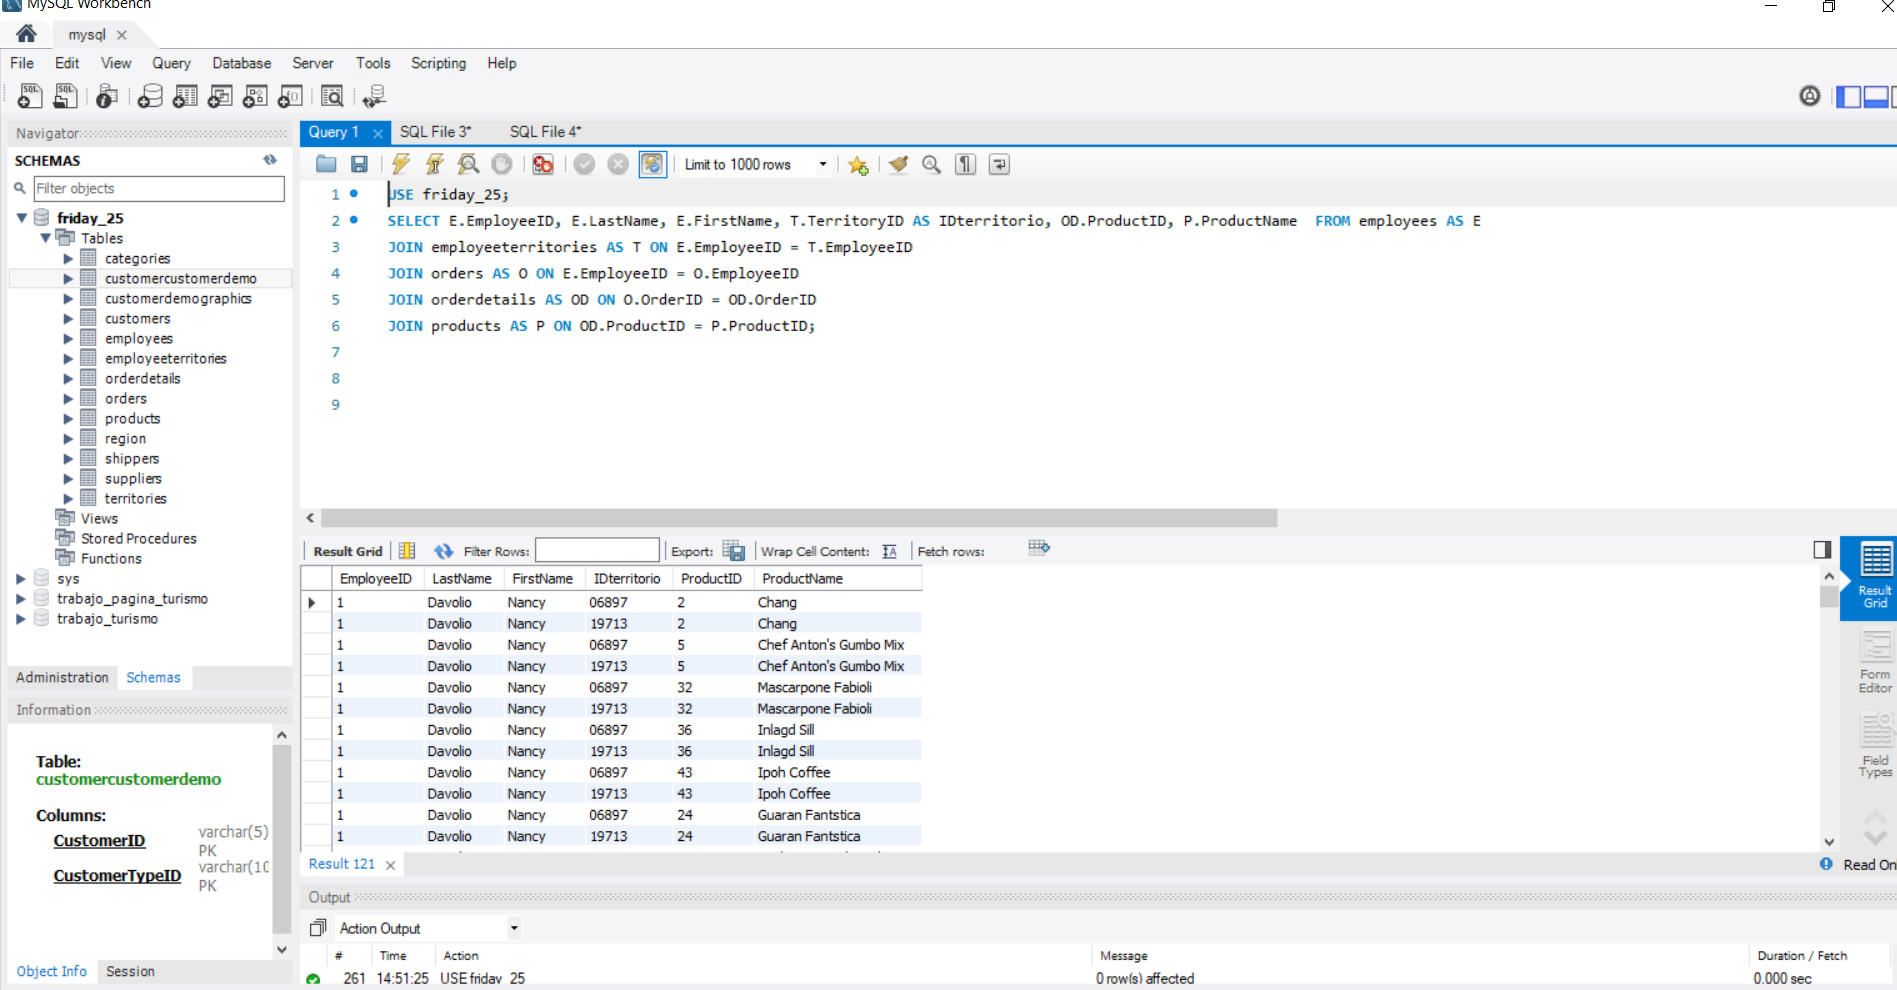 MySQL Workbench
mysql
File Edit View Query Database Server Tools Scripting Help
Navigator
SCHEMAS
Filter objects
friday_25
Tables
categories
customercustomerdemo
customerdemographics
customers
employees
employeeterritories
orderdetails
orders
products
region
shippers
suppliers
territories
Views
Stored Procedures
Functions
sys
trabajo_pagina_turismo
trabajo_turismo
Administration Schemas
Information
Table:
customercustomerdemo
Columns:
CustomerID varchar(5)
PK
CustomerTypeID varchar(10
PK
Object Info Session
Query 1 SQL File 3* SQL File 4*
Limit to 1000 rows
1 USE friday_25;
2 SELECT E.EmployeeID, E.LastName, E.FirstName, T.TerritoryID AS IDterritorio, OD.ProductID, P.ProductName FROM employees AS E
3 JOIN employeeterritories AS T ON E.EmployeeID = T.EmployeeID
4 JOIN orders AS O ON E.EmployeeID = O.EmployeeID
5 JOIN orderdetails AS OD ON O.OrderID = OD.OrderID
6 JOIN products AS P ON OD.ProductID = P.ProductID;
7
8
9
Result Grid Filter Rows: Export: Wrap Cell Content: Fetch rows:
EmployeeID LastName FirstName IDterritorio ProductID ProductName
1 Davolio Nancy 06897 2 Chang
1 Davolio Nancy 19713 2 Chang
1 Davolio Nancy 06897 5 Chef Anton's Gumbo Mix
1 Davolio Nancy 19713 5 Chef Anton's Gumbo Mix
1 Davolio Nancy 06897 32 Mascarpone Fabioli
1 Davolio Nancy 19713 32 Mascarpone Fabioli
1 Davolio Nancy 06897 36 Inlagd Sill
1 Davolio Nancy 19713 36 Inlagd Sill
1 Davolio Nancy 06897 43 Ipoh Coffee
1 Davolio Nancy 19713 43 Ipoh Coffee
1 Davolio Nancy 06897 24 Guaran Fantstica
1 Davolio Nancy 19713 24 Guaran Fantstica
Result
Grid
Form
Editor
Field
Types
Result 121
Read On
Output
Action Output
# Time Action Message Duration / Fetch
261 14:51:25 USE friday_25 0 row(s) affected 0.000 sec